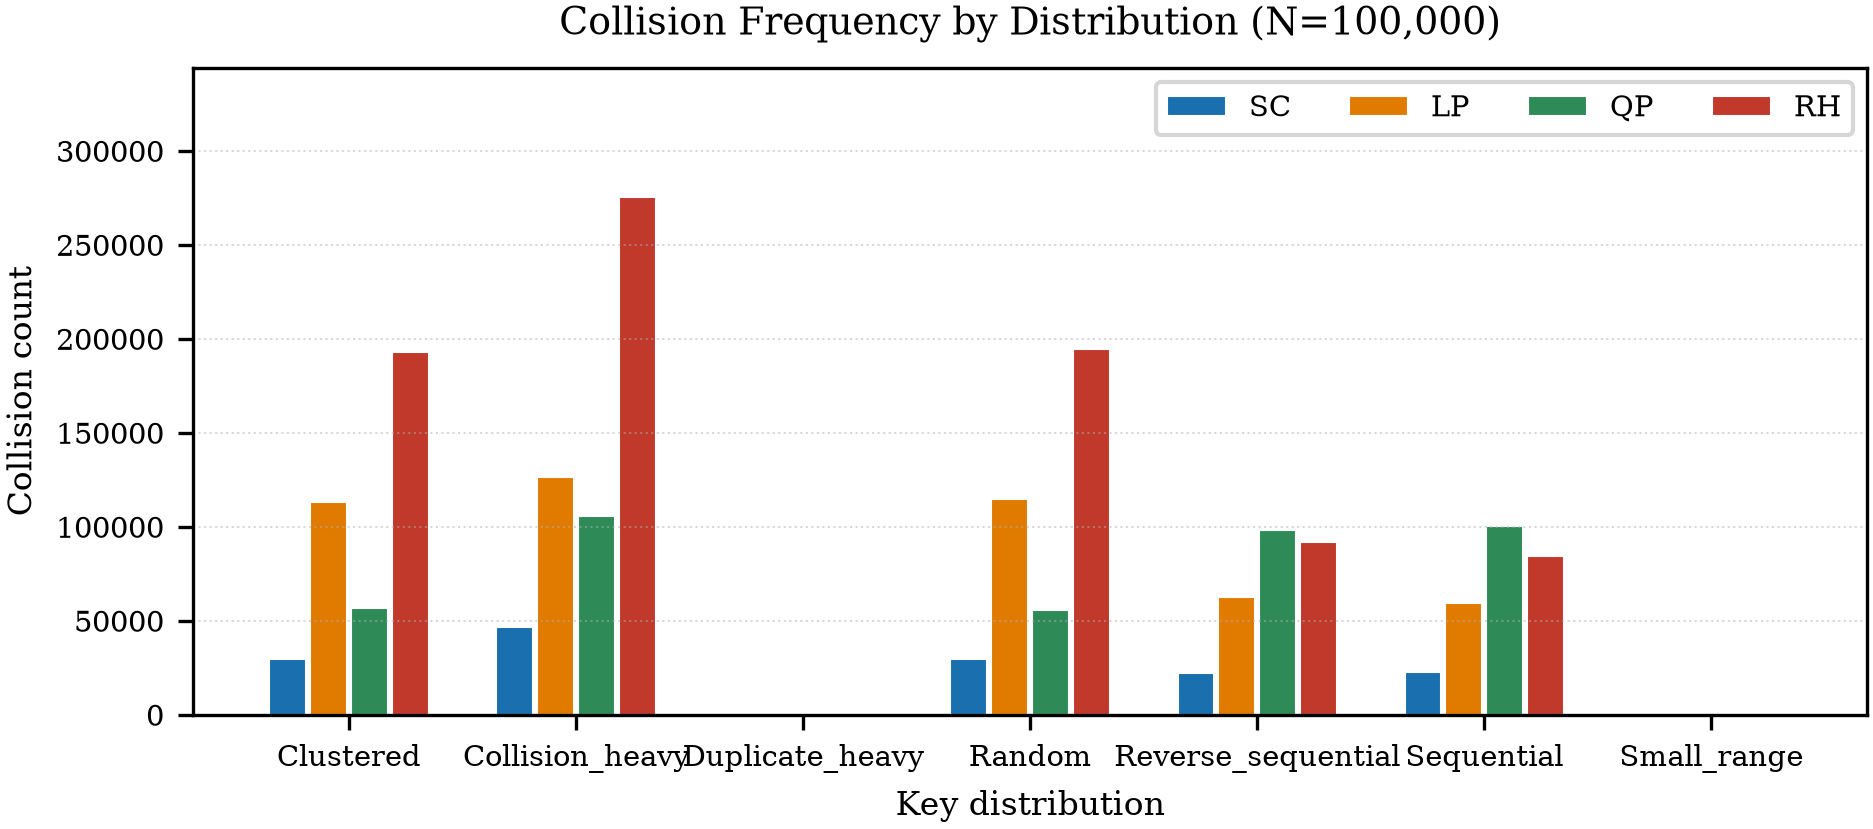 Collision Frequency by Distribution (N=100,000)
SC LP QP RH
300000
250000
200000
150000
100000
50000
0
Collision count
Clustered Collision_heavy Duplicate_heavy Random Reverse_sequential Sequential Small_range
Key distribution